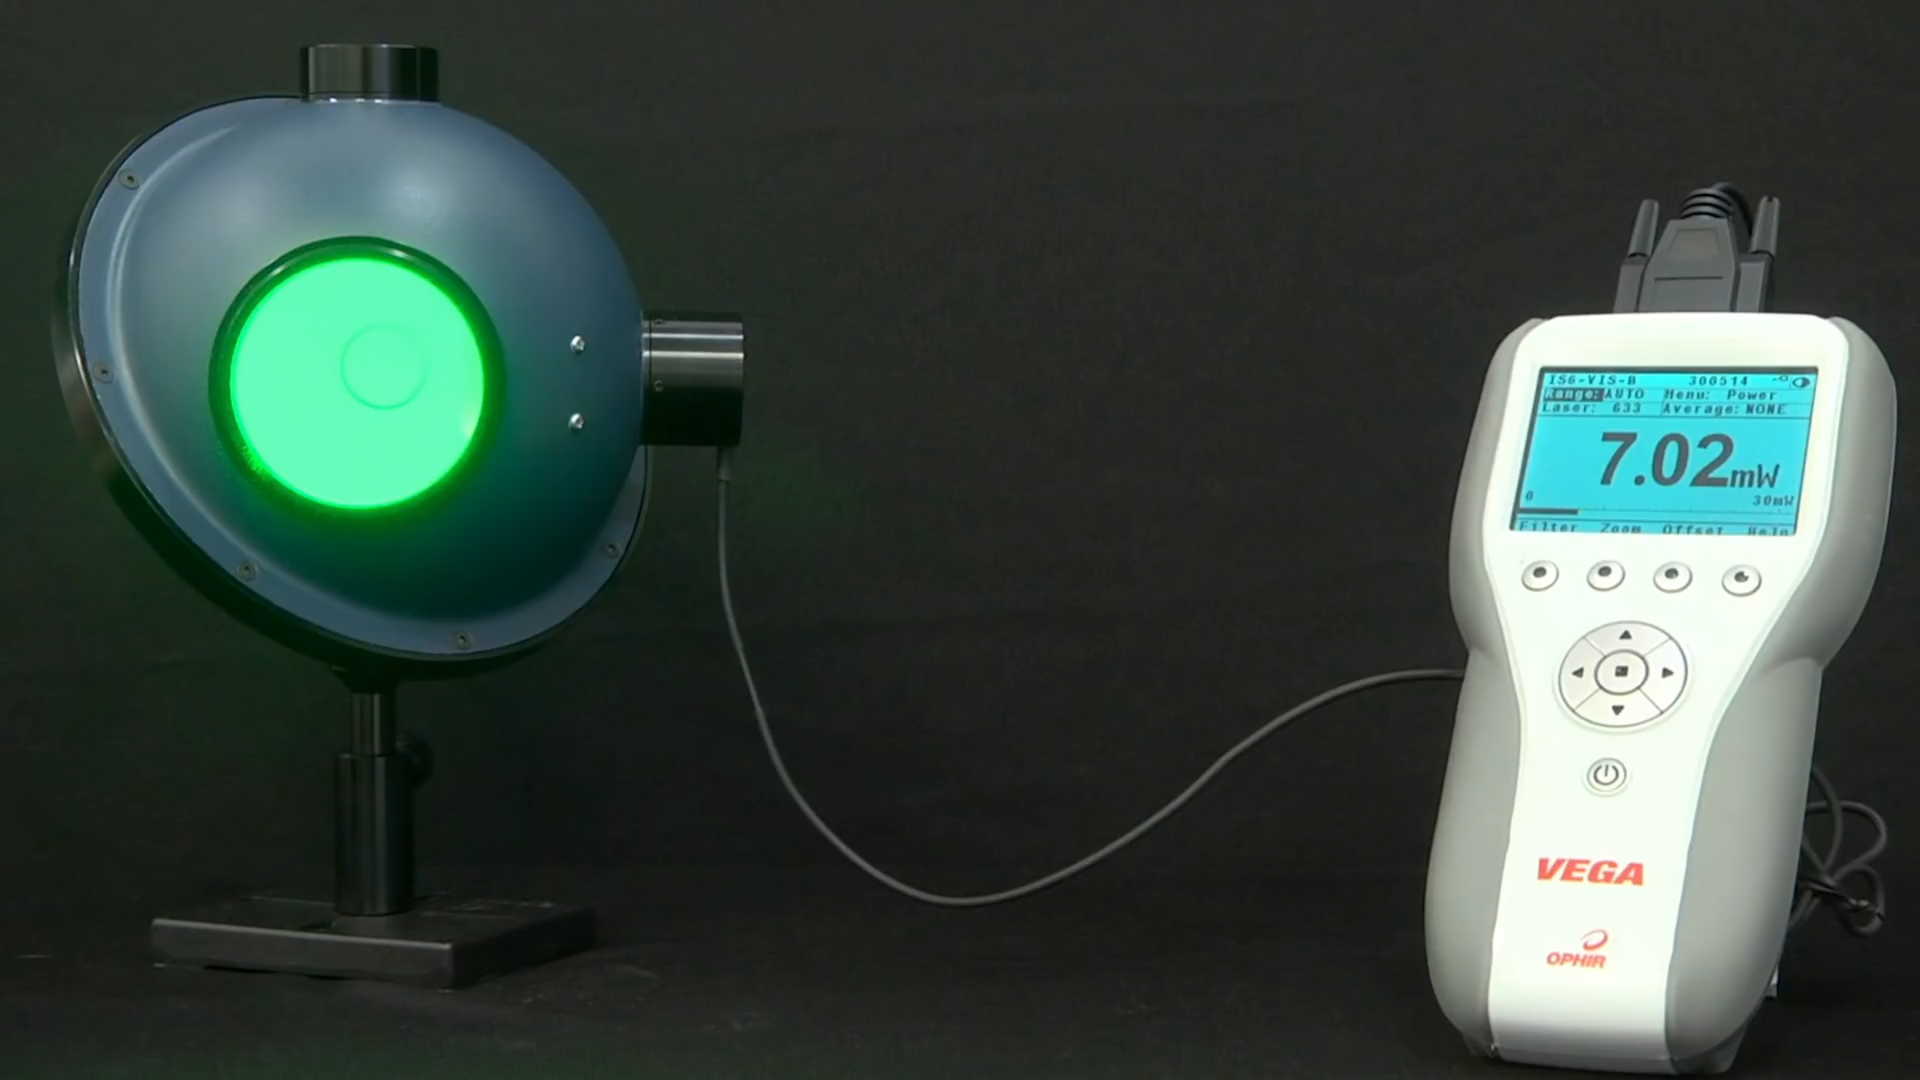 IS6-VIS-B 300514
Range: AUTO Menu: Power
Laser: 633 Average: NONE
7.02mW
0 30mW
Filter Zoom Offset Help
VEGA
OPHIR